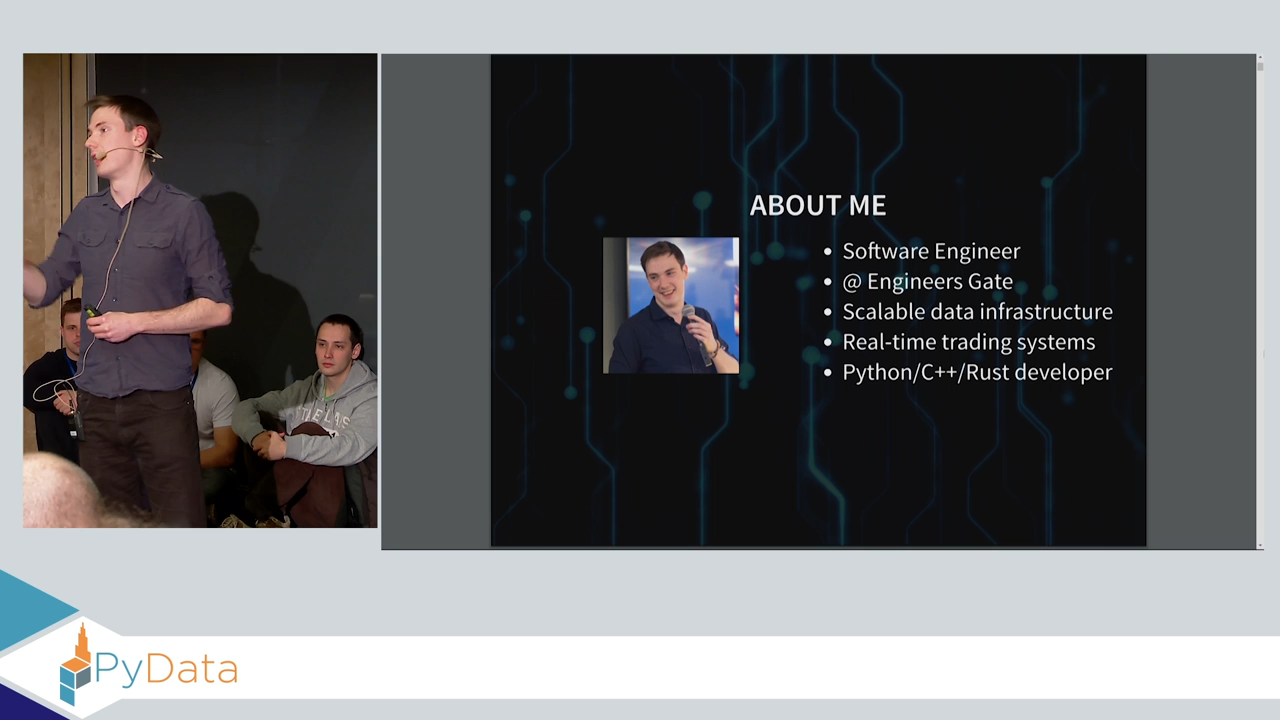 ABOUT ME
• Software Engineer
• @ Engineers Gate
• Scalable data infrastructure
• Real-time trading systems
• Python/C++/Rust developer
PyData